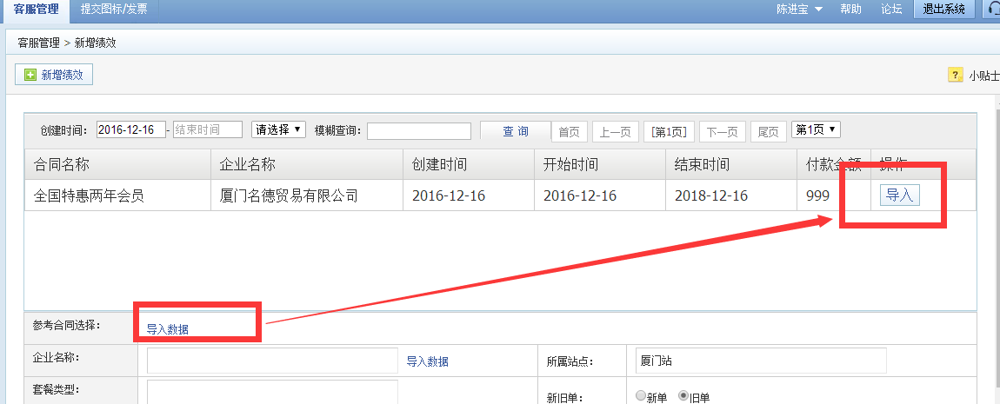 客服管理 提交图标/发票 陈进宝 帮助 论坛 退出系统
客服管理 > 新增绩效
新增绩效 ? 小贴士
创建时间: 2016-12-16 - 结束时间 请选择 模糊查询: 查 询 首页 上一页 [第1页] 下一页 尾页 第1页
合同名称 企业名称 创建时间 开始时间 结束时间 付款金额 操作
全国特惠两年会员 厦门名德贸易有限公司 2016-12-16 2016-12-16 2018-12-16 999 导入
参考合同选择: 导入数据
企业名称: 导入数据 所属站点: 厦门站
套餐类型: 新旧单: 新单 旧单